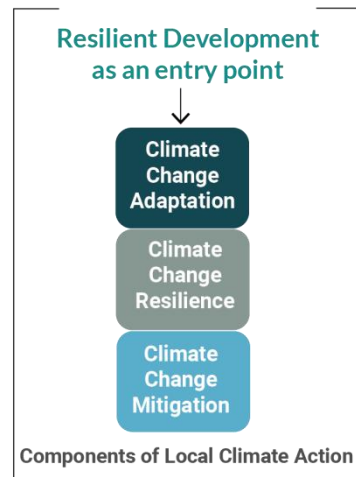 Resilient Development
as an entry point
Climate
Change
Adaptation
Climate
Change
Resilience
Climate
Change
Mitigation
Components of Local Climate Action